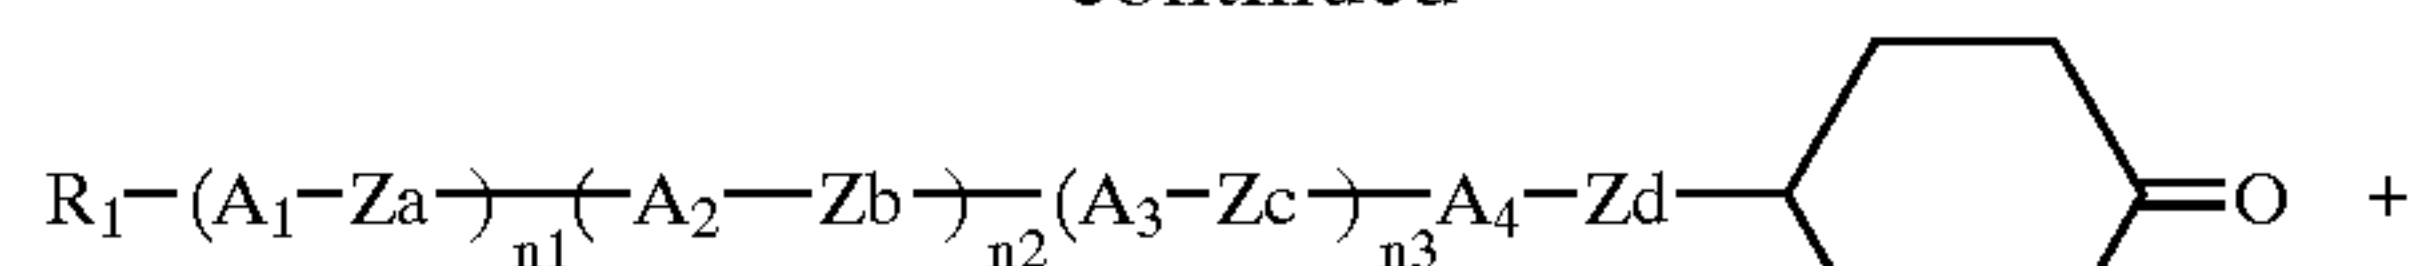 R1—(A1—Za—)n1(—A2—Zb—)n2(A3—Zc—)n3A4—Zd— =O +